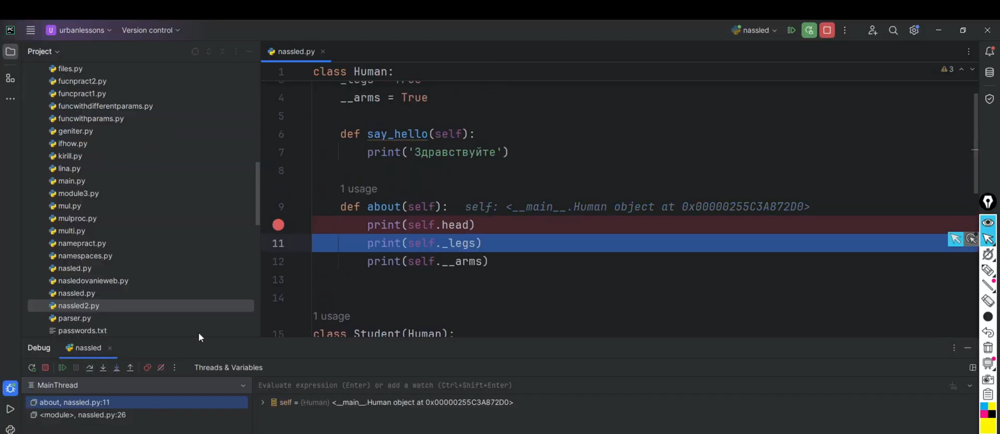 PC
U urbanlessons
Version control
nassled
Project
nassled.py
files.py
fucnpract2.py
funcpract1.py
funcwithdifferentparams.py
funcwithparams.py
geniter.py
ifhow.py
kirill.py
lina.py
main.py
module3.py
mul.py
mulproc.py
multi.py
namepract.py
namespaces.py
nasled.py
nasledovanieweb.py
nassled.py
nassled2.py
parser.py
passwords.txt
1 class Human:
3
3 _legs = True
4 __arms = True
5
6 def say_hello(self):
7 print('Здравствуйте')
8
1 usage
9 def about(self): self: <__main__.Human object at 0x00000255C3A872D0>
print(self.head)
11 print(self._legs)
12 print(self.__arms)
13
14
1 usage
15 class Student(Human):
Debug
nassled
Threads & Variables
MainThread
Evaluate expression (Enter) or add a watch (Ctrl+Shift+Enter)
about, nassled.py:11
<module>, nassled.py:26
self = {Human} <__main__.Human object at 0x00000255C3A872D0>